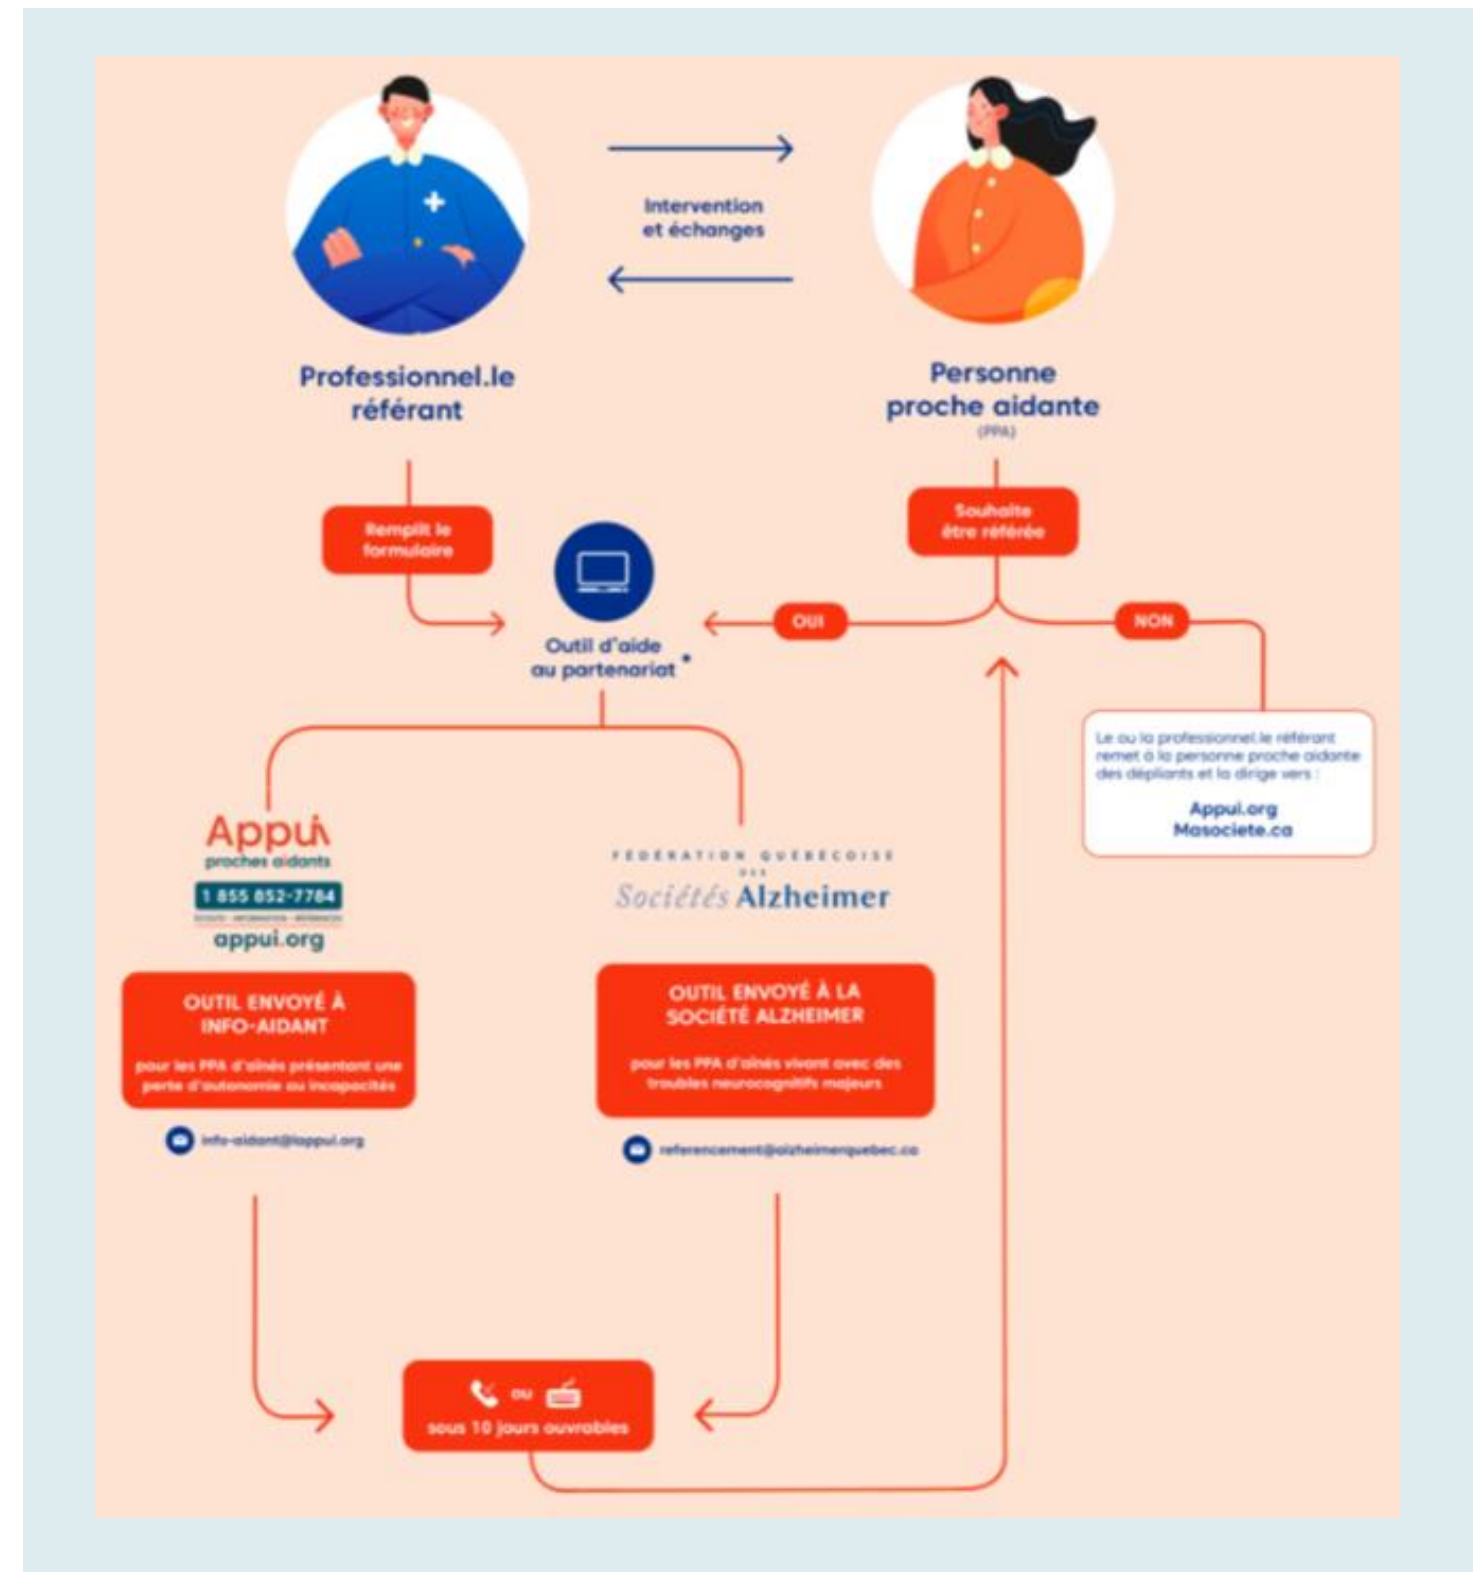 Intervention
et échanges
Professionnel.le
référant
Personne
proche aidante
(PPA)
Remplit le
formulaire
Souhaite
être référée
OUI
NON
Outil d'aide
au partenariat *
Le ou la professionnel.le référant
remet à la personne proche aidante
des dépliants et la dirige vers :
Appui.org
Masociete.ca
Appui
proches aidants
1 855 852-7784
ÉCOUTE - INFORMATION - RÉFÉRENCES
appui.org
FÉDÉRATION QUÉBÉCOISE
DES
Sociétés Alzheimer
OUTIL ENVOYÉ À
INFO-AIDANT
pour les PPA d'aînés présentant une
perte d'autonomie ou incapacités
info-aidant@lappui.org
OUTIL ENVOYÉ À LA
SOCIÉTÉ ALZHEIMER
pour les PPA d'aînés vivant avec des
troubles neurocognitifs majeurs
referencement@alzheimerquebec.ca
ou
sous 10 jours ouvrables